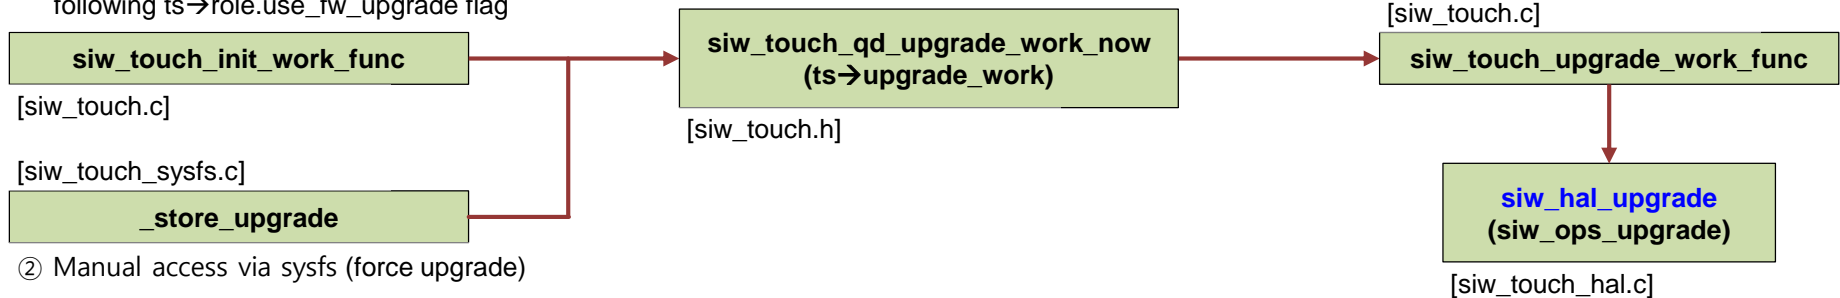 following ts→role.use_fw_upgrade flag
siw_touch_init_work_func
[siw_touch.c]
[siw_touch_sysfs.c]
_store_upgrade
② Manual access via sysfs (force upgrade)
siw_touch_qd_upgrade_work_now
(ts→upgrade_work)
[siw_touch.h]
[siw_touch.c]
siw_touch_upgrade_work_func
siw_hal_upgrade
(siw_ops_upgrade)
[siw_touch_hal.c]